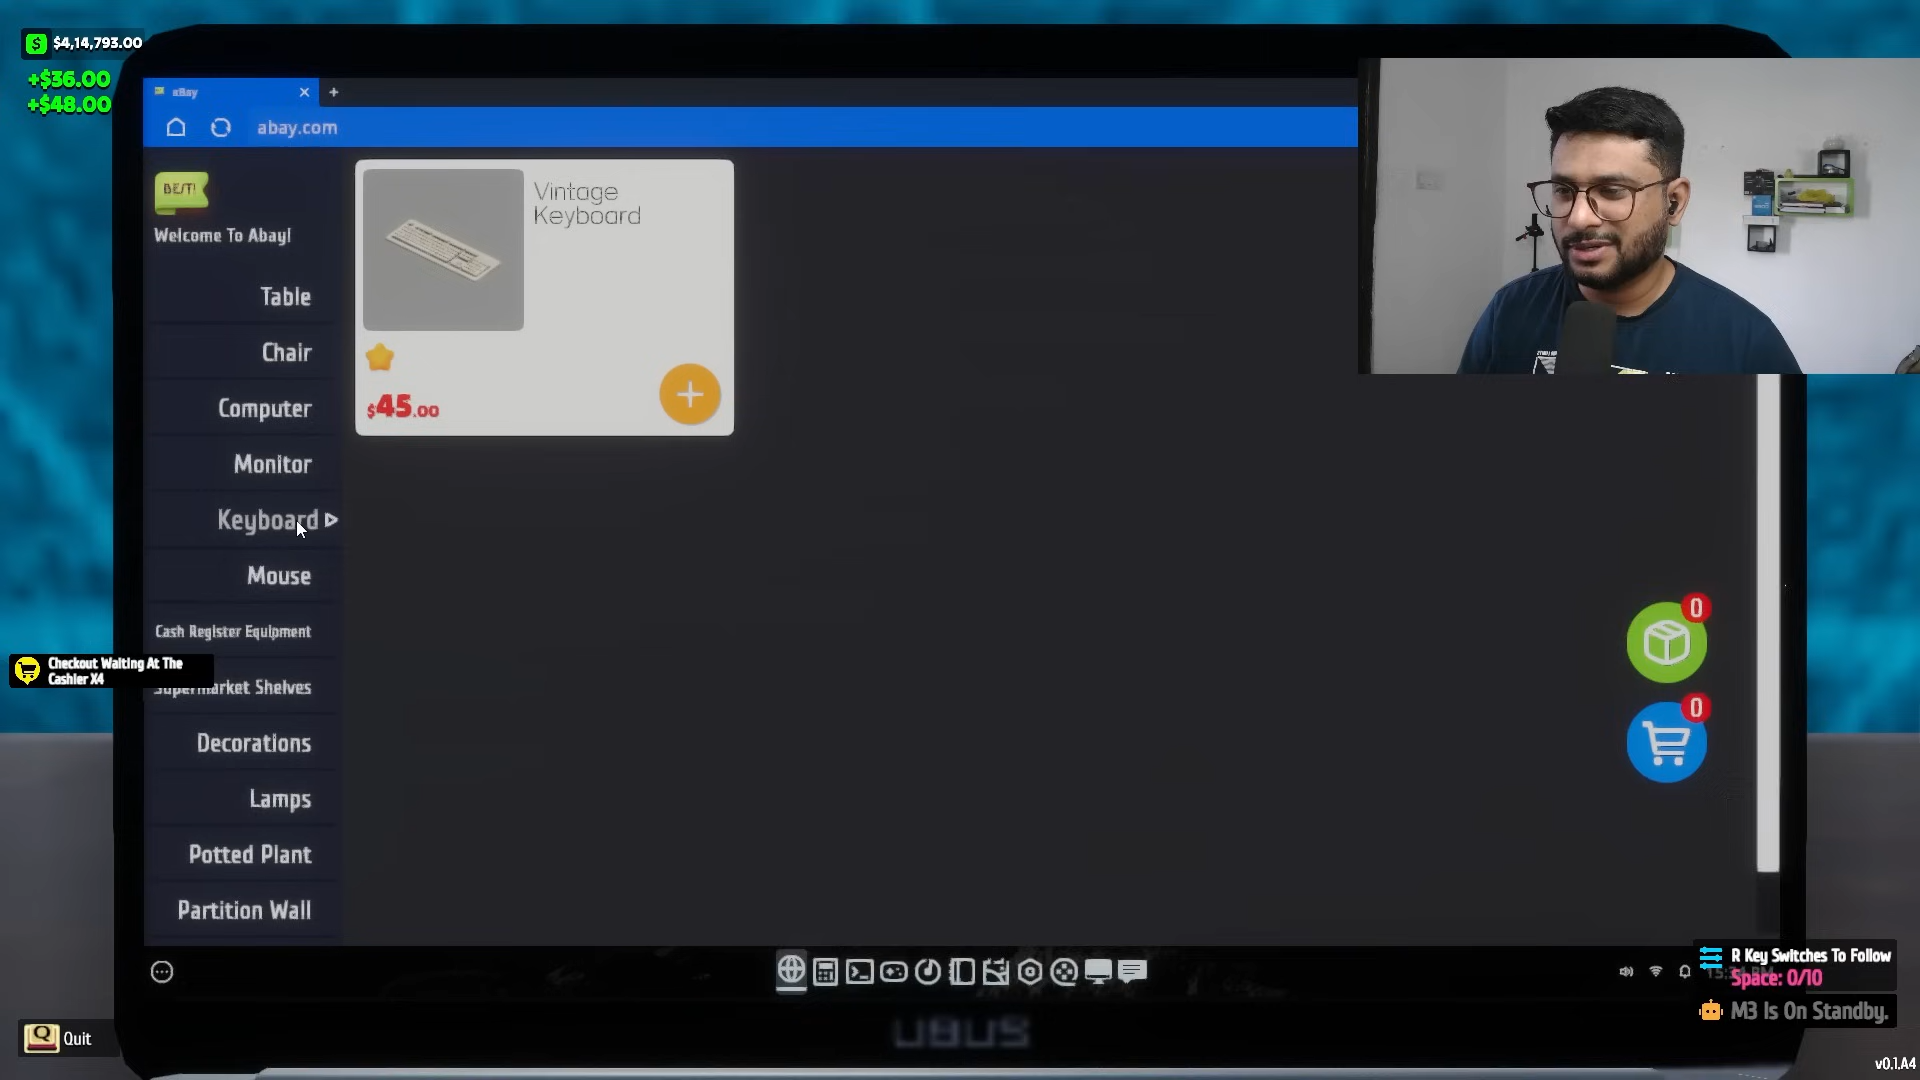 $4,14,793.00
+$36.00
+$48.00
aBay
abay.com
BEST!
Welcome To Abay!
Table
Chair
Computer
Monitor
Keyboard
Mouse
Cash Register Equipment
Supermarket Shelves
Decorations
Lamps
Potted Plant
Partition Wall
Vintage
Keyboard
$45.00
0
0
Checkout Waiting At The
Cashier X4
R Key Switches To Follow
Space: 0/10
M3 Is On Standby.
Q Quit
UBUS
v0.1.A4